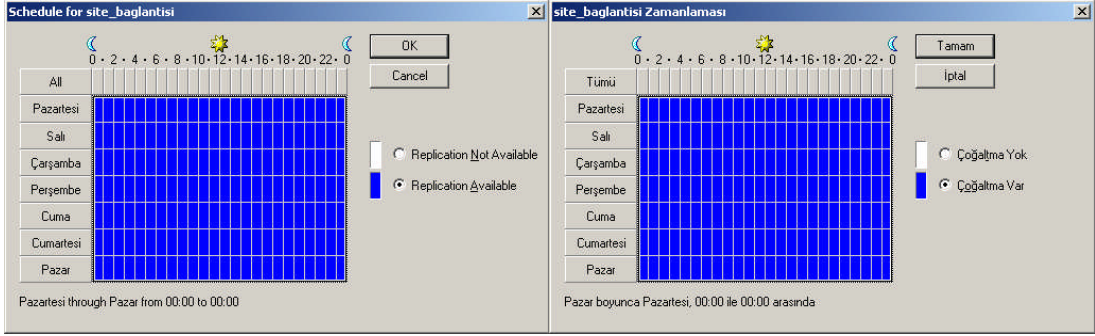 Schedule for site_baglantisi
0 · 2 · 4 · 6 · 8 · 10 · 12 · 14 · 16 · 18 · 20 · 22 · 0
All
Pazartesi
Salı
Çarşamba
Perşembe
Cuma
Cumartesi
Pazar
OK
Cancel
Replication Not Available
Replication Available
Pazartesi through Pazar from 00:00 to 00:00
site_baglantisi Zamanlaması
0 · 2 · 4 · 6 · 8 · 10 · 12 · 14 · 16 · 18 · 20 · 22 · 0
Tümü
Pazartesi
Salı
Çarşamba
Perşembe
Cuma
Cumartesi
Pazar
Tamam
İptal
Çoğaltma Yok
Çoğaltma Var
Pazar boyunca Pazartesi, 00:00 ile 00:00 arasında